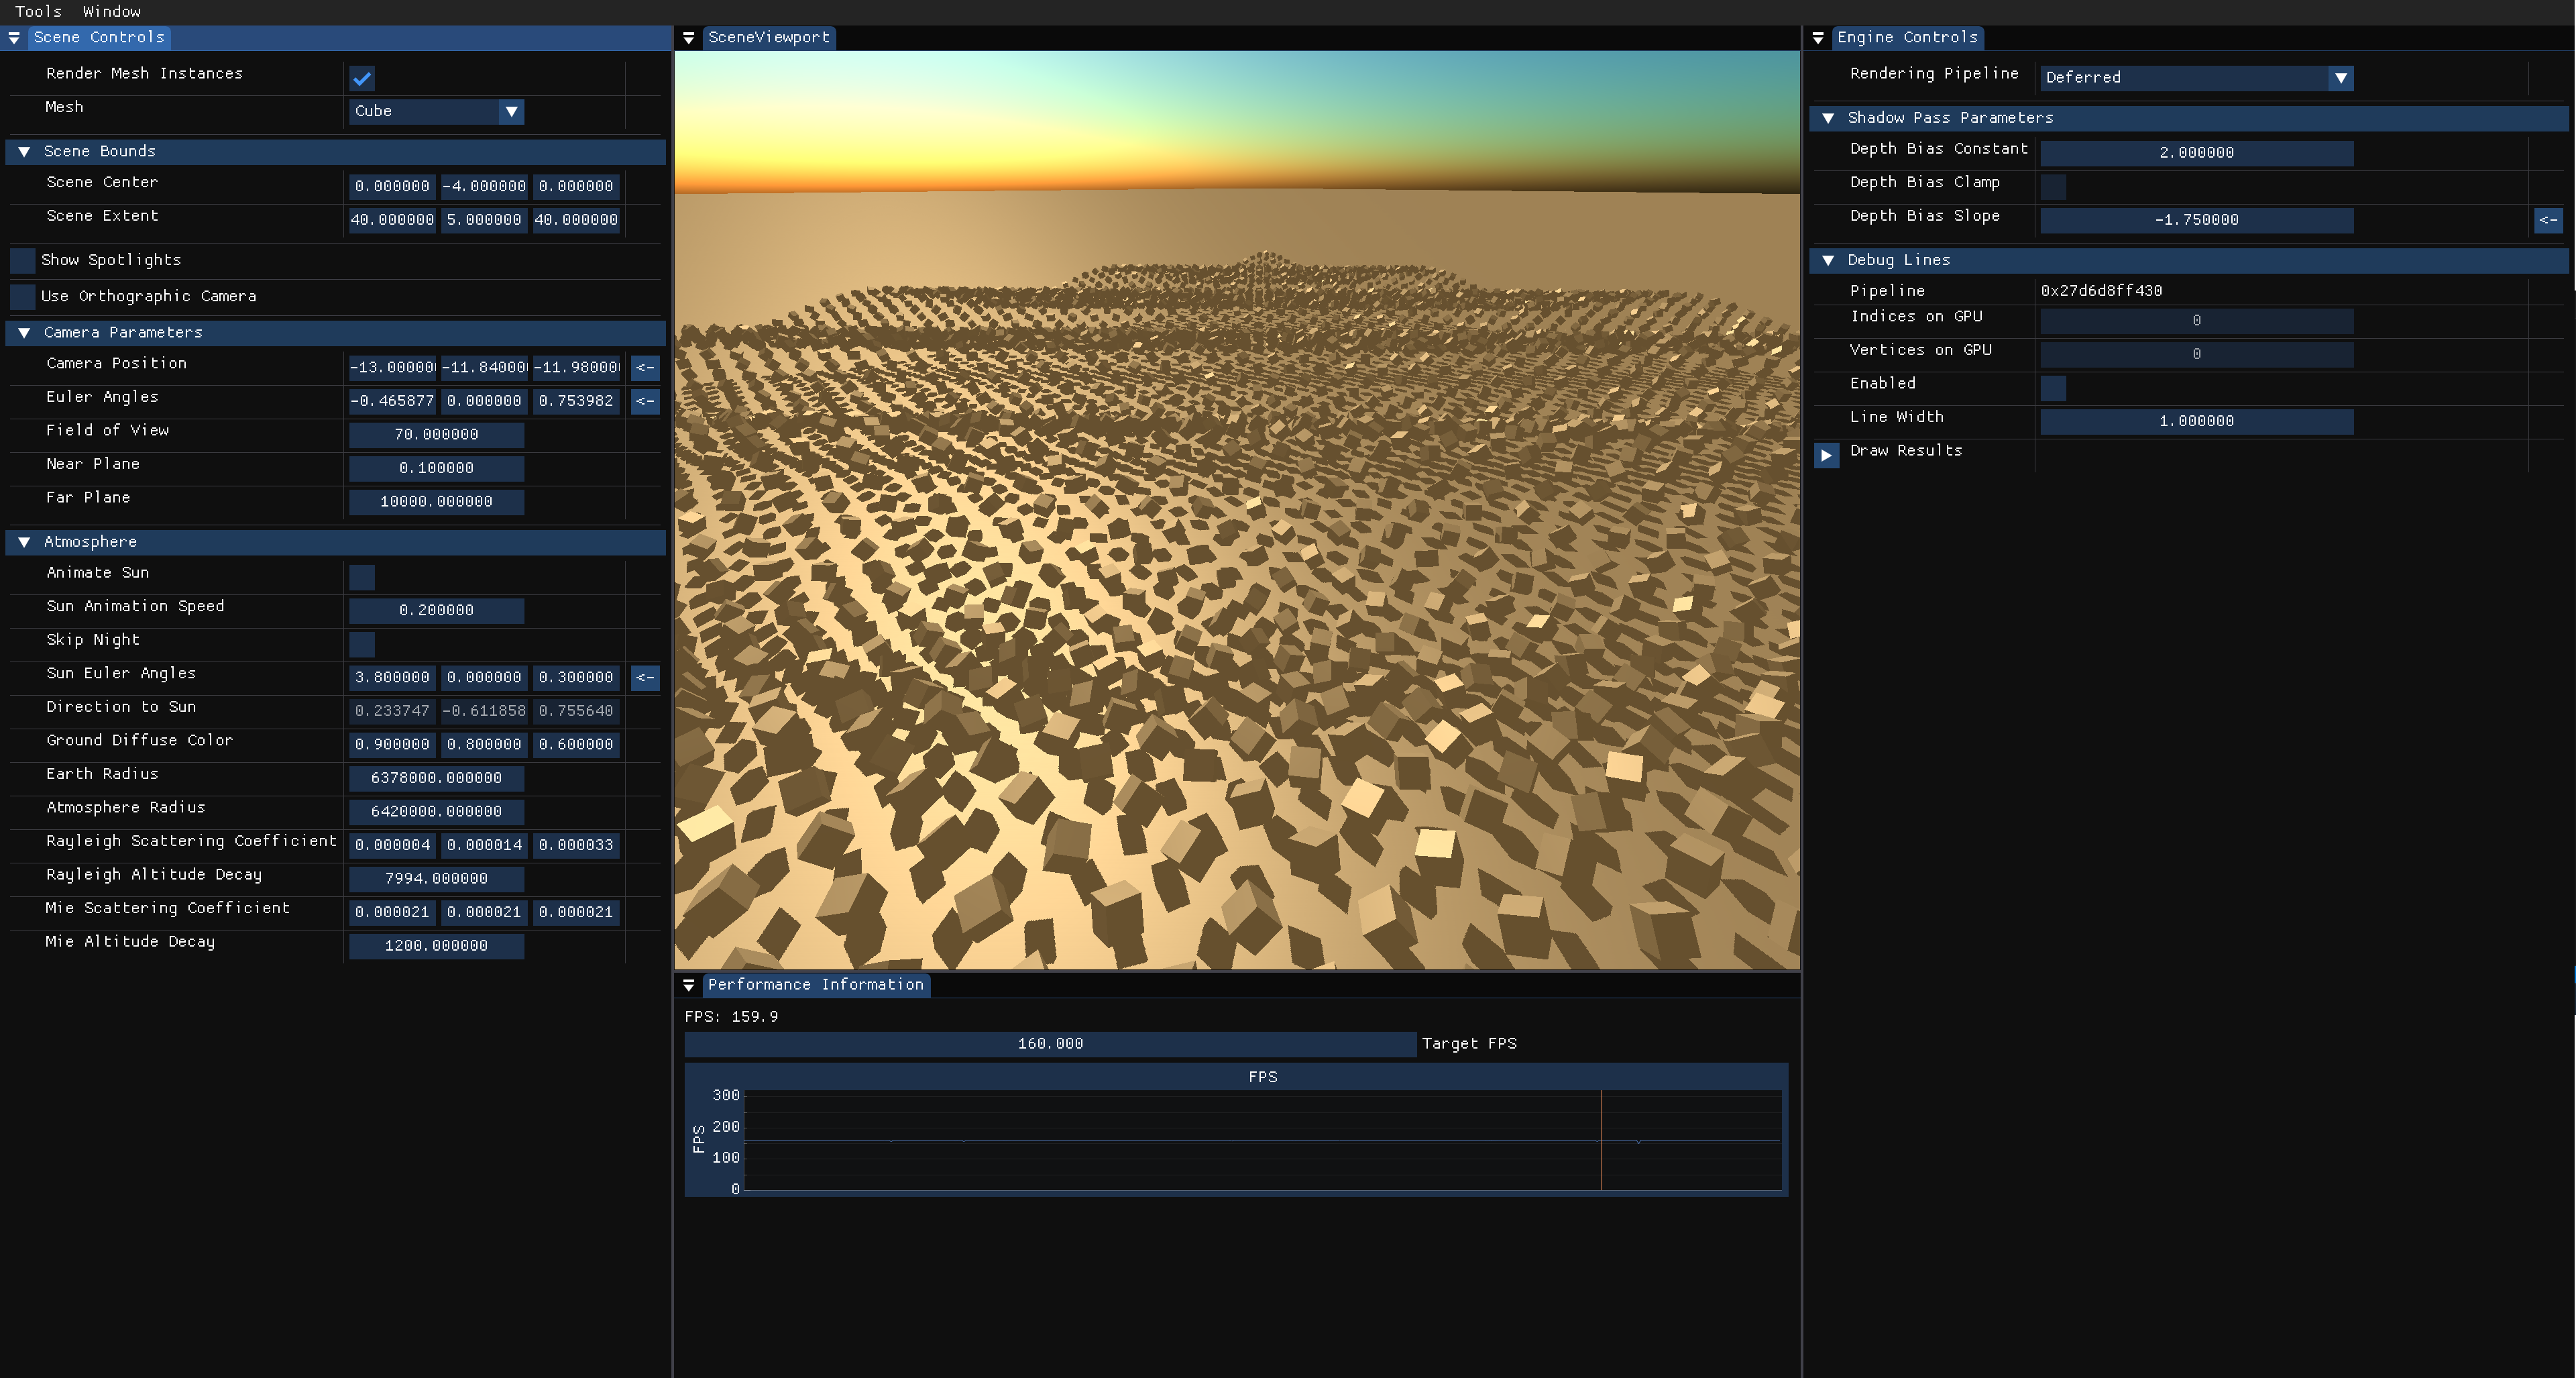 Tools Window
Scene Controls
Render Mesh Instances
Mesh Cube
Scene Bounds
Scene Center 0.000000 -4.000000 0.000000
Scene Extent 40.000000 5.000000 40.000000
Show Spotlights
Use Orthographic Camera
Camera Parameters
Camera Position -13.00000 -11.84000 -11.98000 <-
Euler Angles -0.465877 0.000000 0.753982 <-
Field of View 70.000000
Near Plane 0.100000
Far Plane 10000.000000
Atmosphere
Animate Sun
Sun Animation Speed 0.200000
Skip Night
Sun Euler Angles 3.800000 0.000000 0.300000 <-
Direction to Sun 0.233747 -0.611858 0.755640
Ground Diffuse Color 0.900000 0.800000 0.600000
Earth Radius 6378000.000000
Atmosphere Radius 6420000.000000
Rayleigh Scattering Coefficient 0.000004 0.000014 0.000033
Rayleigh Altitude Decay 7994.000000
Mie Scattering Coefficient 0.000021 0.000021 0.000021
Mie Altitude Decay 1200.000000
SceneViewport
Performance Information
FPS: 159.9
160.000 Target FPS
FPS
FPS
300
200
100
0
Engine Controls
Rendering Pipeline Deferred
Shadow Pass Parameters
Depth Bias Constant 2.000000
Depth Bias Clamp
Depth Bias Slope -1.750000 <-
Debug Lines
Pipeline 0x27d6d8ff430
Indices on GPU 0
Vertices on GPU 0
Enabled
Line Width 1.000000
Draw Results